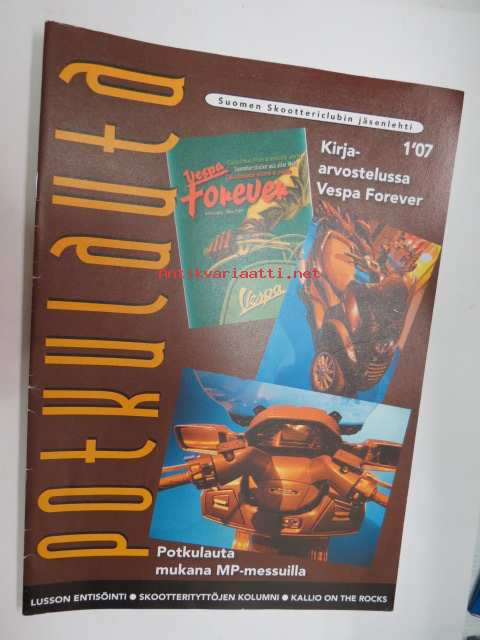 Suomen Skoottericlubin jäsenlehti
potkulauta
Kirja-
arvostelussa
Vespa Forever
1'07
Vespa
Forever
Vespa
Antikvariaatti.net
Potkulauta
mukana MP-messuilla
LUSSON ENTISÖINTI ● SKOOTTERITYTTÖJEN KOLUMNI ● KALLIO ON THE ROCKS